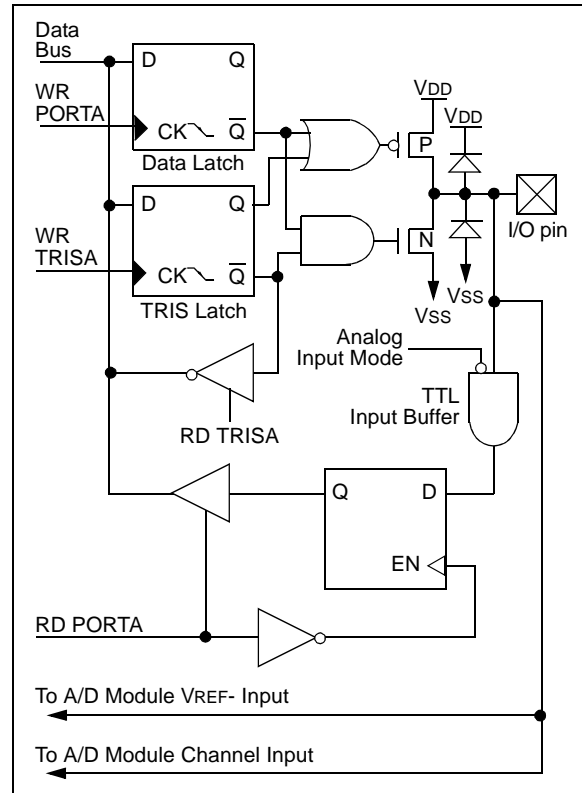 Data
Bus
D
Q
WR
PORTA
CK
Q
Data Latch
VDD
VDD
P
D
Q
WR
TRISA
CK
Q
TRIS Latch
N
I/O pin
VSS
VSS
Analog
Input Mode
TTL
Input Buffer
RD TRISA
Q
D
EN
RD PORTA
To A/D Module VREF- Input
To A/D Module Channel Input